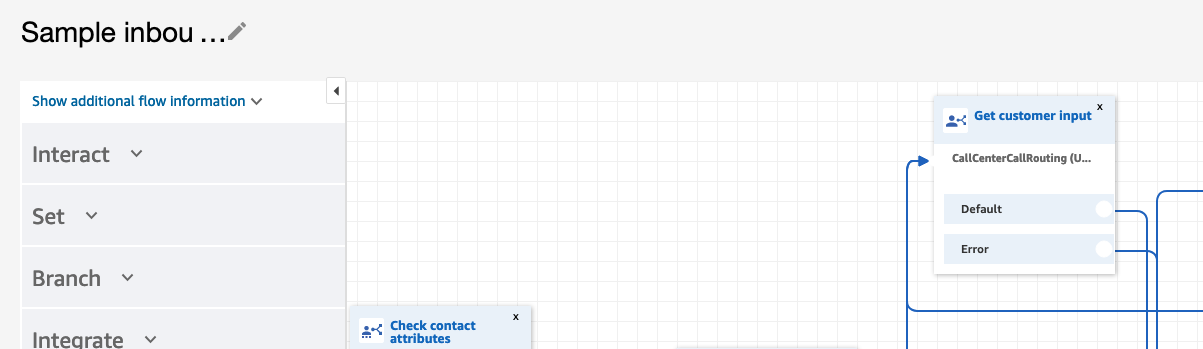 Sample inbou ...
Show additional flow information
Interact
Set
Branch
Integrate
Get customer input
x
CallCenterCallRouting (U...
Default
Error
Check contact
attributes
x